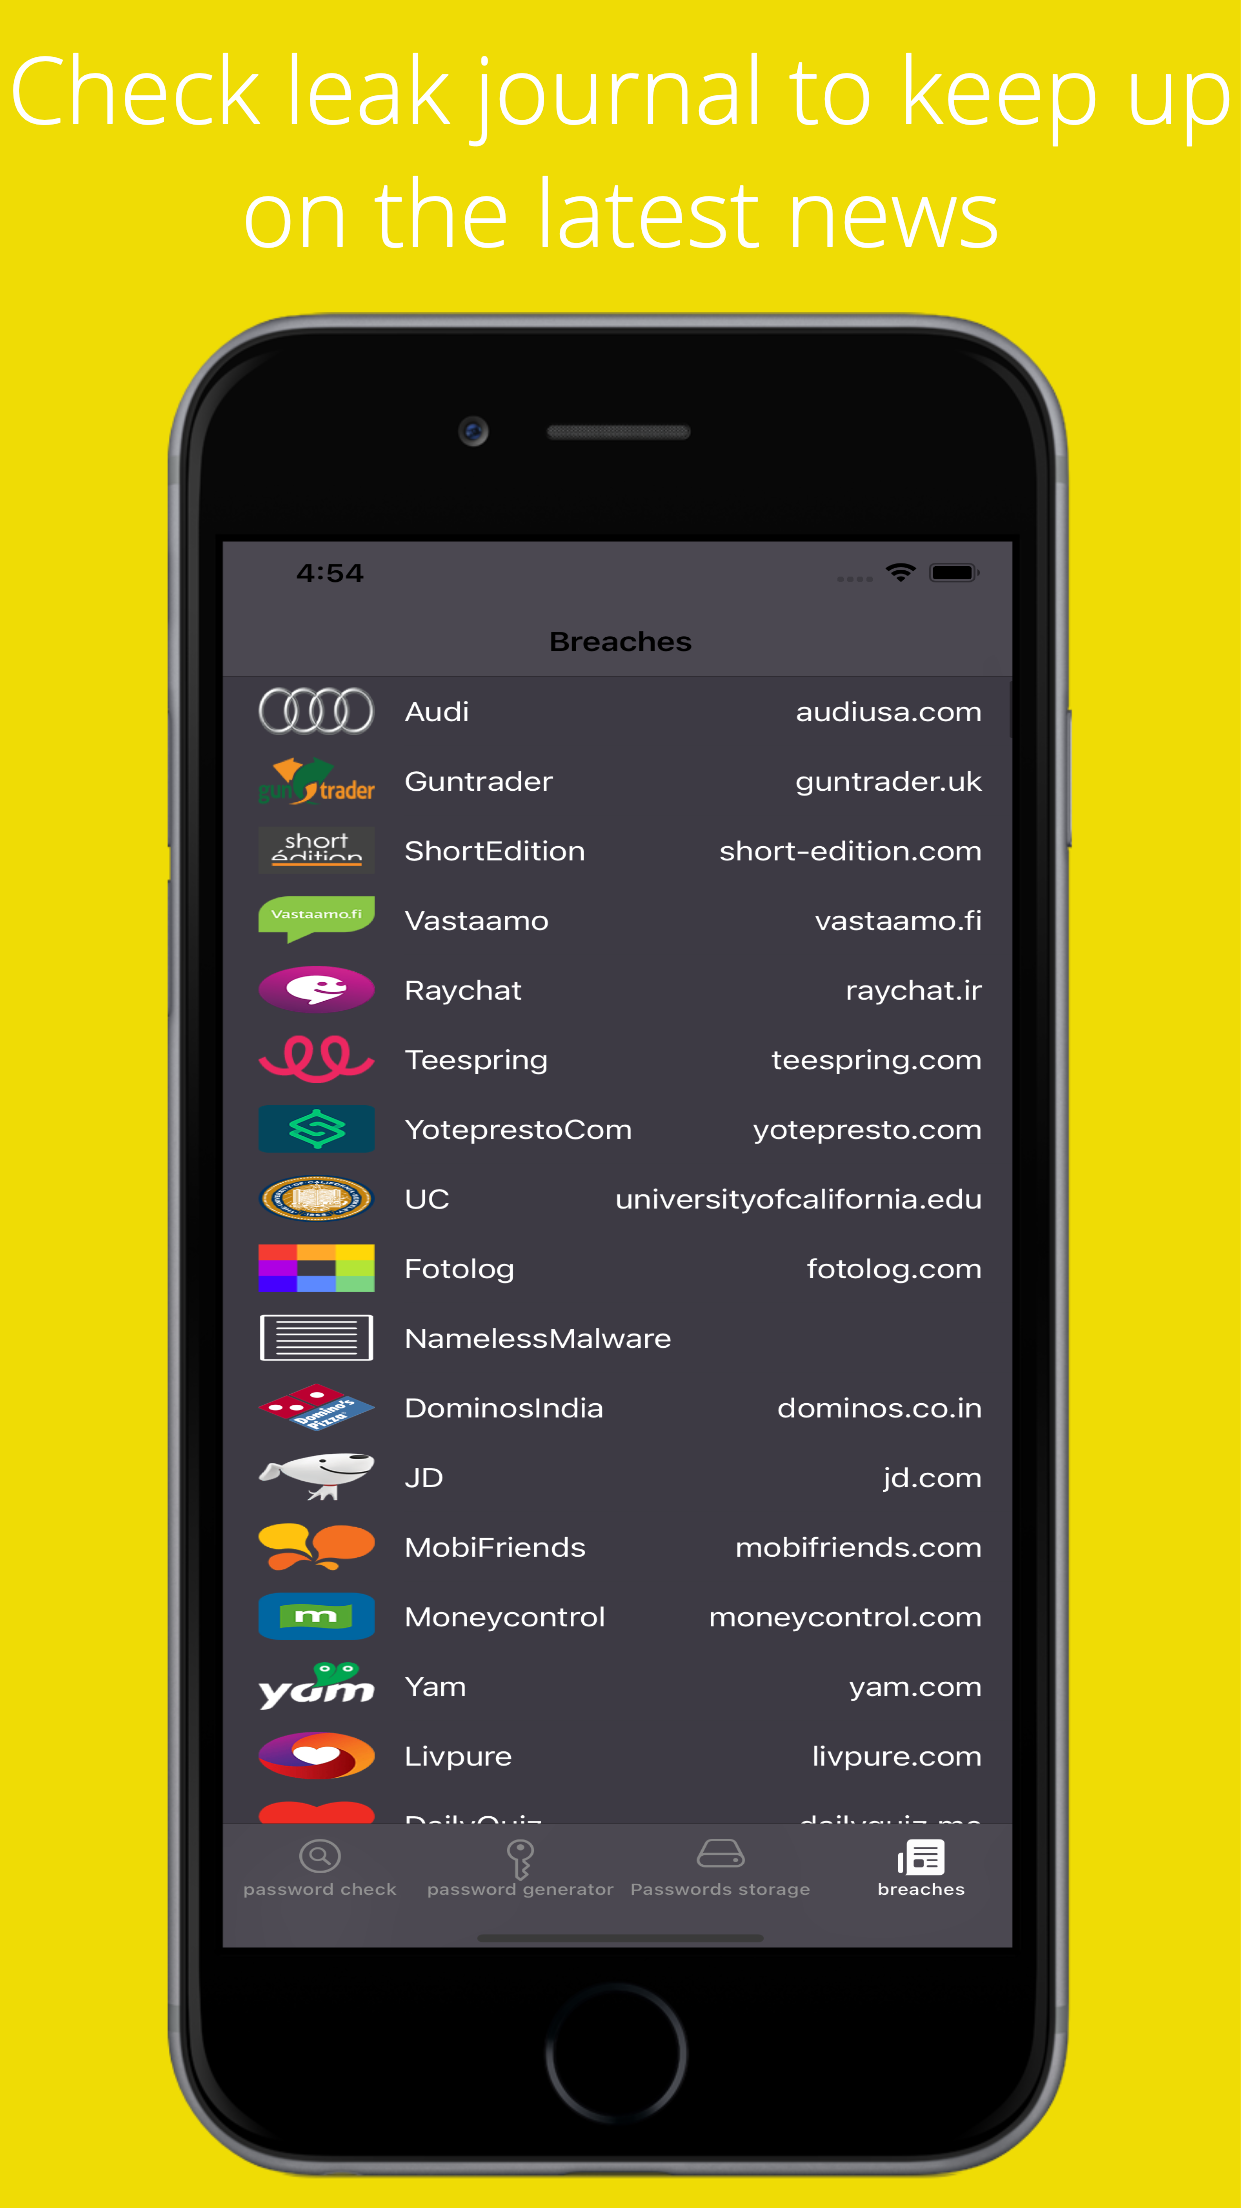 Check leak journal to keep up
on the latest news
4:54
Breaches
Audi audiusa.com
gun trader Guntrader guntrader.uk
short
édition ShortEdition short-edition.com
Vastaamo.fi Vastaamo vastaamo.fi
Raychat raychat.ir
Teespring teespring.com
YoteprestoCom yotepresto.com
UC universityofcalifornia.edu
Fotolog fotolog.com
NamelessMalware
Domino's
Pizza DominosIndia dominos.co.in
JD jd.com
MobiFriends mobifriends.com
m Moneycontrol moneycontrol.com
yam Yam yam.com
Livpure livpure.com
DailyQuiz dailyquiz.me
password check password generator Passwords storage breaches